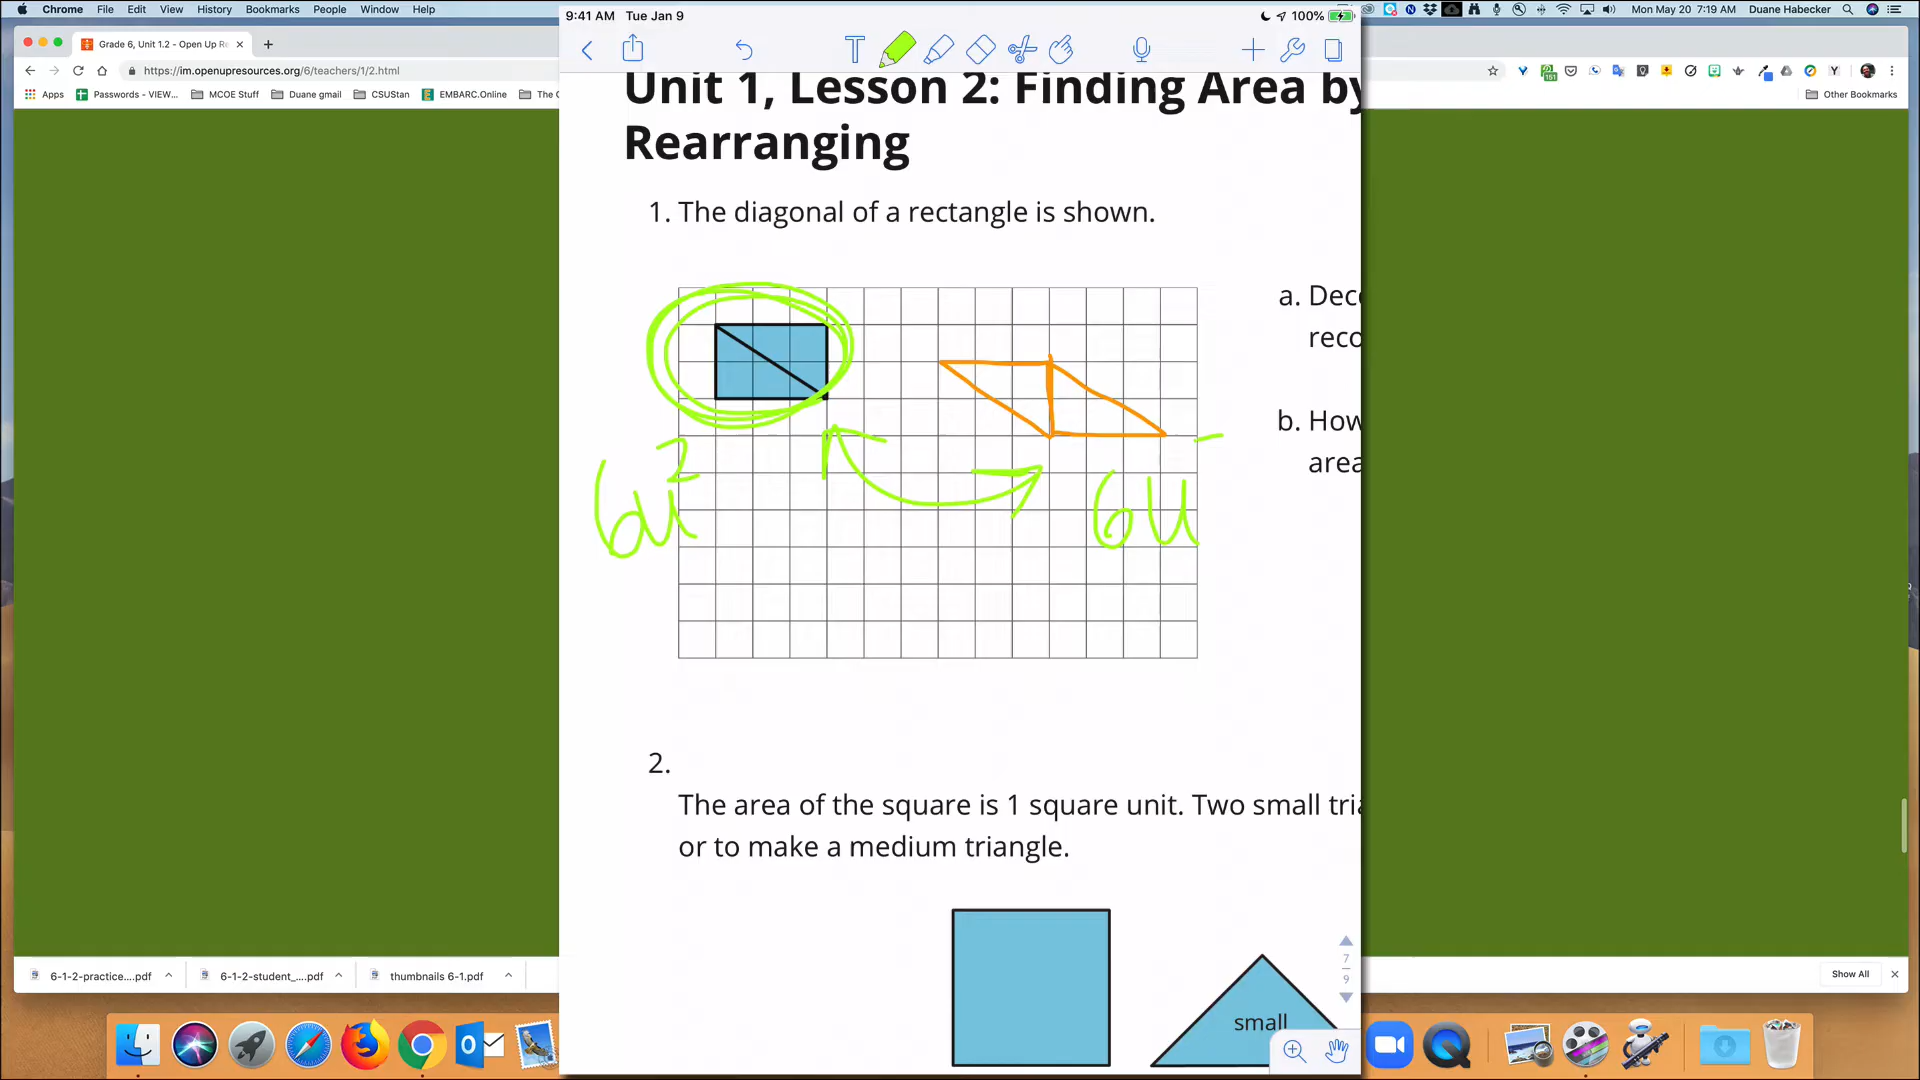 Chrome File Edit View History Bookmarks People Window Help
9:41 AM Tue Jan 9
100%
Mon May 20 7:19 AM Duane Habecker
Grade 6, Unit 1.2 - Open Up Re
https://im.openupresources.org/6/teachers/1/2.html
Apps Passwords - VIEW... MCOE Stuff Duane gmail CSUStan EMBARC.Online The C
Other Bookmarks
T
Unit 1, Lesson 2: Finding Area by
Rearranging
1. The diagonal of a rectangle is shown.
a. Deco
reco
b. How
area
6u²
6u
2.
The area of the square is 1 square unit. Two small tria
or to make a medium triangle.
small
7
9
6-1-2-practice....pdf
6-1-2-student_....pdf
thumbnails 6-1.pdf
Show All